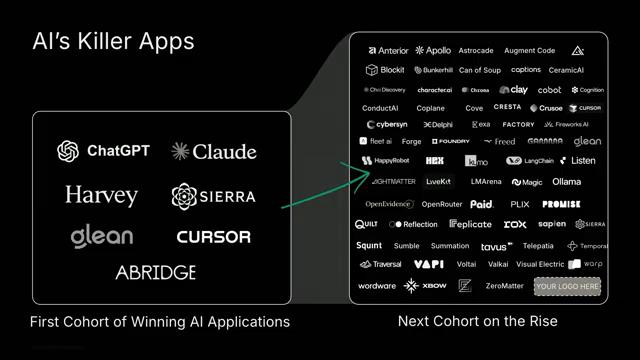 AI's Killer Apps
ChatGPT Claude
Harvey SIERRA
glean CURSOR
ABRIDGE
First Cohort of Winning AI Applications
Anterior Apollo Astrocade Augment Code
Blockit Bunkerhill Can of Soup captions CeramicAI
Chai Discovery character.ai Chroma clay cobot Cognition
ConductAI Coplane Cove CRESTA Crusoe CURSOR
cybersyn Delphi exa FACTORY Fireworks AI
fleet ai Forge FOUNDRY Freed GAMMA glean
HappyRobot HEX kumo LangChain Listen
LIGHTMATTER LiveKit LMArena Magic Ollama
OpenEvidence OpenRouter Paid. PLIX PROMISE
QUILT Reflection Replicate rox sapien SIERRA
Squint Sumble Summation tavus Telepatia Temporal
Traversal VAPI Voltai Valkai Visual Electric warp
wordware XBOW ZeroMatter YOUR LOGO HERE
Next Cohort on the Rise